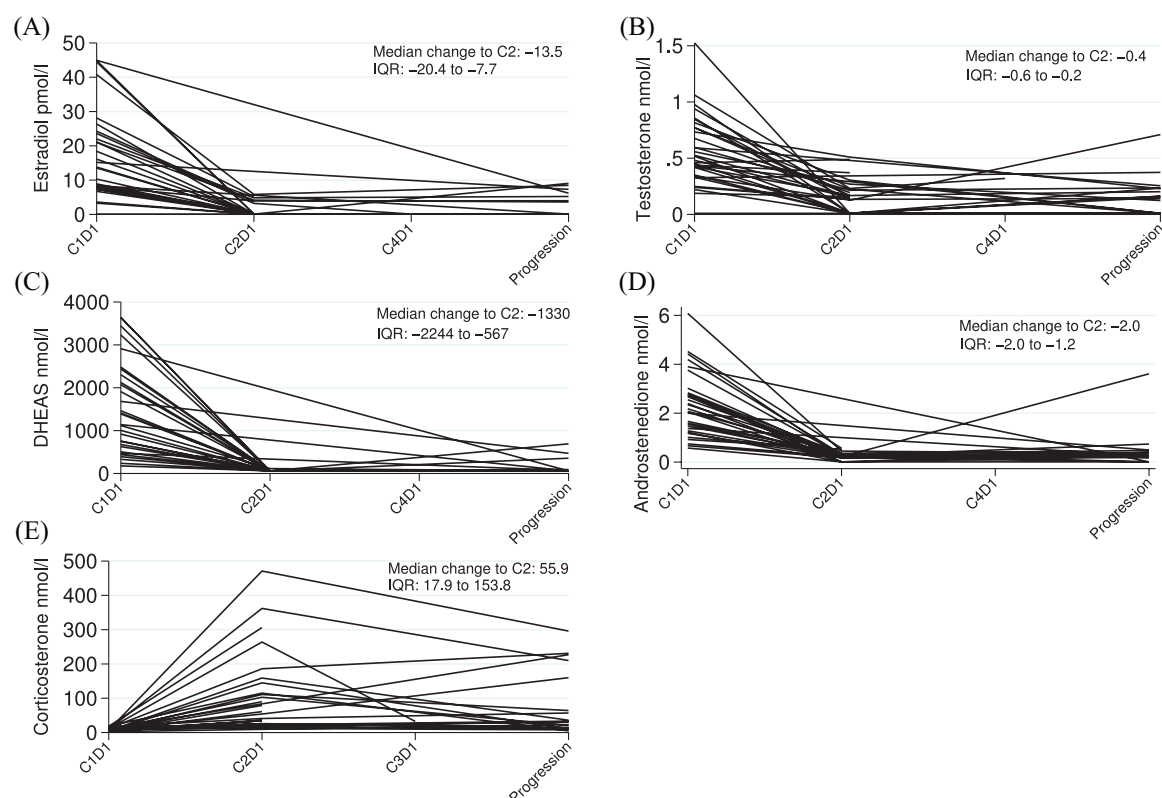 (A)
Median change to C2: −13.5
IQR: −20.4 to −7.7
Estradiol pmol/l
50
40
30
20
10
0
C1D1
C2D1
C4D1
Progression
(B)
Median change to C2: −0.4
IQR: −0.6 to −0.2
Testosterone nmol/l
1.5
1
.5
0
C1D1
C2D1
C4D1
Progression
(C)
Median change to C2: −1330
IQR: −2244 to −567
DHEAS nmol/l
4000
3000
2000
1000
0
C1D1
C2D1
C4D1
Progression
(D)
Median change to C2: −2.0
IQR: −2.0 to −1.2
Androstenedione nmol/l
6
4
2
0
C1D1
C2D1
C4D1
Progression
(E)
Median change to C2: 55.9
IQR: 17.9 to 153.8
Corticosterone nmol/l
500
400
300
200
100
0
C1D1
C2D1
C3D1
Progression